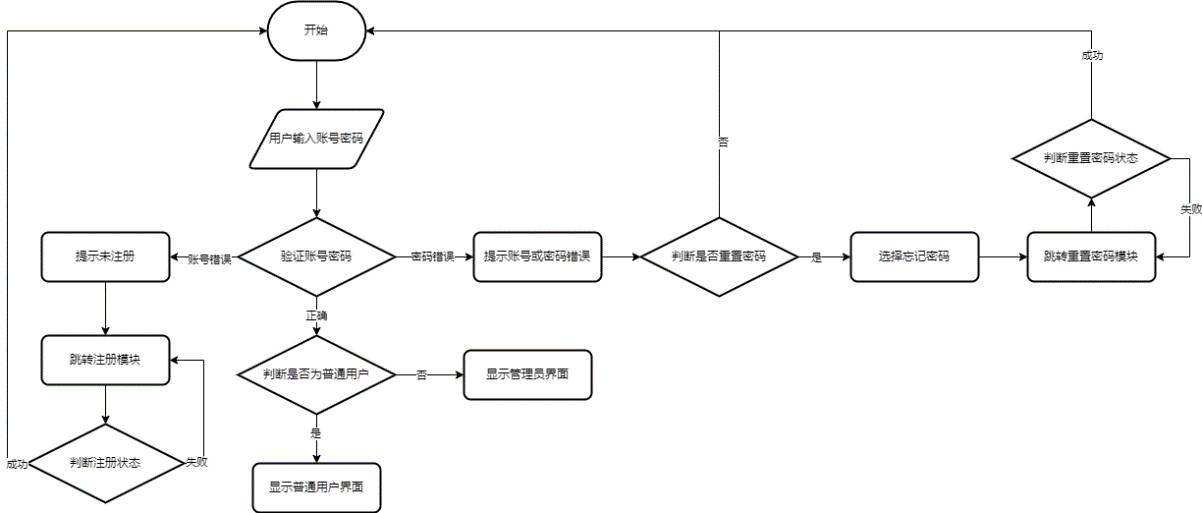 开始
成功
用户输入账号密码
否
判断重置密码状态
失败
提示未注册
账号错误
验证账号密码
密码错误
提示账号或密码错误
判断是否重置密码
是
选择忘记密码
跳转重置密码模块
正确
跳转注册模块
判断是否为普通用户
否
显示管理员界面
是
成功
判断注册状态
失败
显示普通用户界面